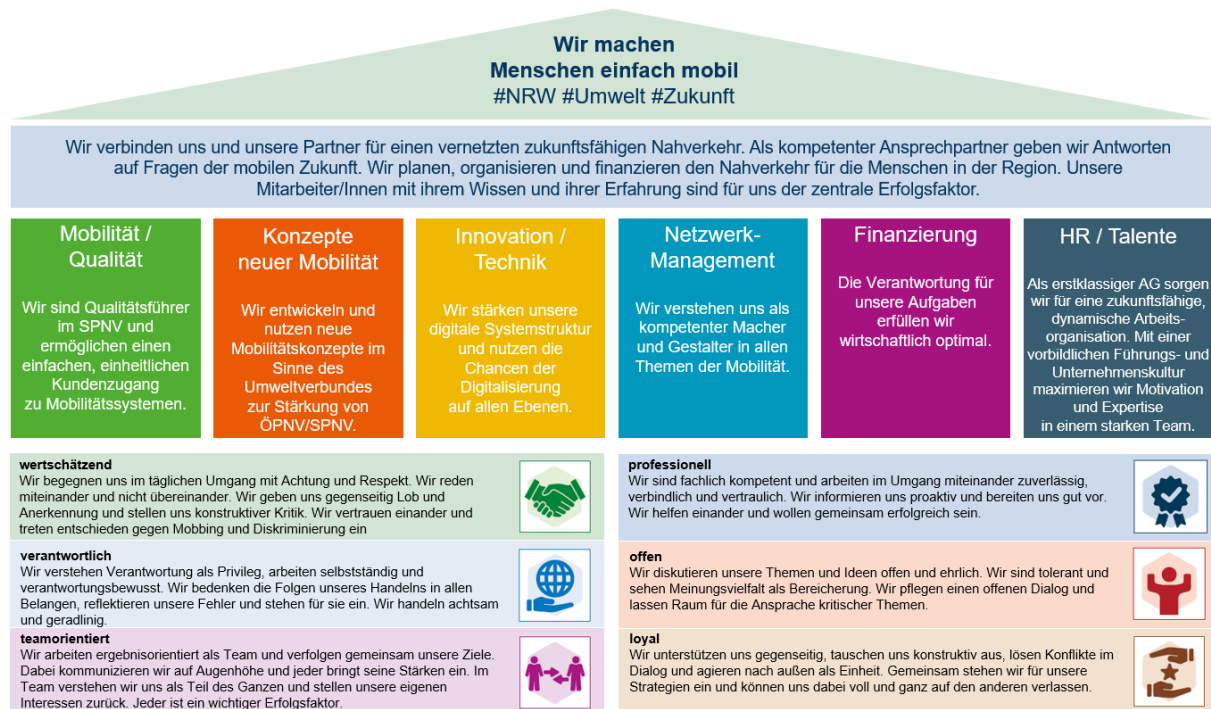 Wir machen
Menschen einfach mobil
#NRW #Umwelt #Zukunft
Wir verbinden uns und unsere Partner für einen vernetzten zukunftsfähigen Nahverkehr. Als kompetenter Ansprechpartner geben wir Antworten
auf Fragen der mobilen Zukunft. Wir planen, organisieren und finanzieren den Nahverkehr für die Menschen in der Region. Unsere
Mitarbeiter/Innen mit ihrem Wissen und ihrer Erfahrung sind für uns der zentrale Erfolgsfaktor.
Mobilität /
Qualität
Wir sind Qualitätsführer
im SPNV und
ermöglichen einen
einfachen, einheitlichen
Kundenzugang
zu Mobilitätssystemen.
Konzepte
neuer Mobilität
Wir entwickeln und
nutzen neue
Mobilitätskonzepte im
Sinne des
Umweltverbundes
zur Stärkung von
ÖPNV/SPNV.
Innovation /
Technik
Wir stärken unsere
digitale Systemstruktur
und nutzen die
Chancen der
Digitalisierung
auf allen Ebenen.
Netzwerk-
Management
Wir verstehen uns als
kompetenter Macher
und Gestalter in allen
Themen der Mobilität.
Finanzierung
Die Verantwortung für
unsere Aufgaben
erfüllen wir
wirtschaftlich optimal.
HR / Talente
Als erstklassiger AG sorgen
wir für eine zukunftsfähige,
dynamische Arbeits-
organisation. Mit einer
vorbildlichen Führungs- und
Unternehmenskultur
maximieren wir Motivation
und Expertise
in einem starken Team.
wertschätzend
Wir begegnen uns im täglichen Umgang mit Achtung und Respekt. Wir reden
miteinander und nicht übereinander. Wir geben uns gegenseitig Lob und
Anerkennung und stellen uns konstruktiver Kritik. Wir vertrauen einander und
treten entschieden gegen Mobbing und Diskriminierung ein
verantwortlich
Wir verstehen Verantwortung als Privileg, arbeiten selbstständig und
verantwortungsbewusst. Wir bedenken die Folgen unseres Handelns in allen
Belangen, reflektieren unsere Fehler und stehen für sie ein. Wir handeln achtsam
und geradlinig.
teamorientiert
Wir arbeiten ergebnisorientiert als Team und verfolgen gemeinsam unsere Ziele.
Dabei kommunizieren wir auf Augenhöhe und jeder bringt seine Stärken ein. Im
Team verstehen wir uns als Teil des Ganzen und stellen unsere eigenen
Interessen zurück. Jeder ist ein wichtiger Erfolgsfaktor.
professionell
Wir sind fachlich kompetent und arbeiten im Umgang miteinander zuverlässig,
verbindlich und vertraulich. Wir informieren uns proaktiv und bereiten uns gut vor.
Wir helfen einander und wollen gemeinsam erfolgreich sein.
offen
Wir diskutieren unsere Themen und Ideen offen und ehrlich. Wir sind tolerant und
sehen Meinungsvielfalt als Bereicherung. Wir pflegen einen offenen Dialog und
lassen Raum für die Ansprache kritischer Themen.
loyal
Wir unterstützen uns gegenseitig, tauschen uns konstruktiv aus, lösen Konflikte im
Dialog und agieren nach außen als Einheit. Gemeinsam stehen wir für unsere
Strategien ein und können uns dabei voll und ganz auf den anderen verlassen.